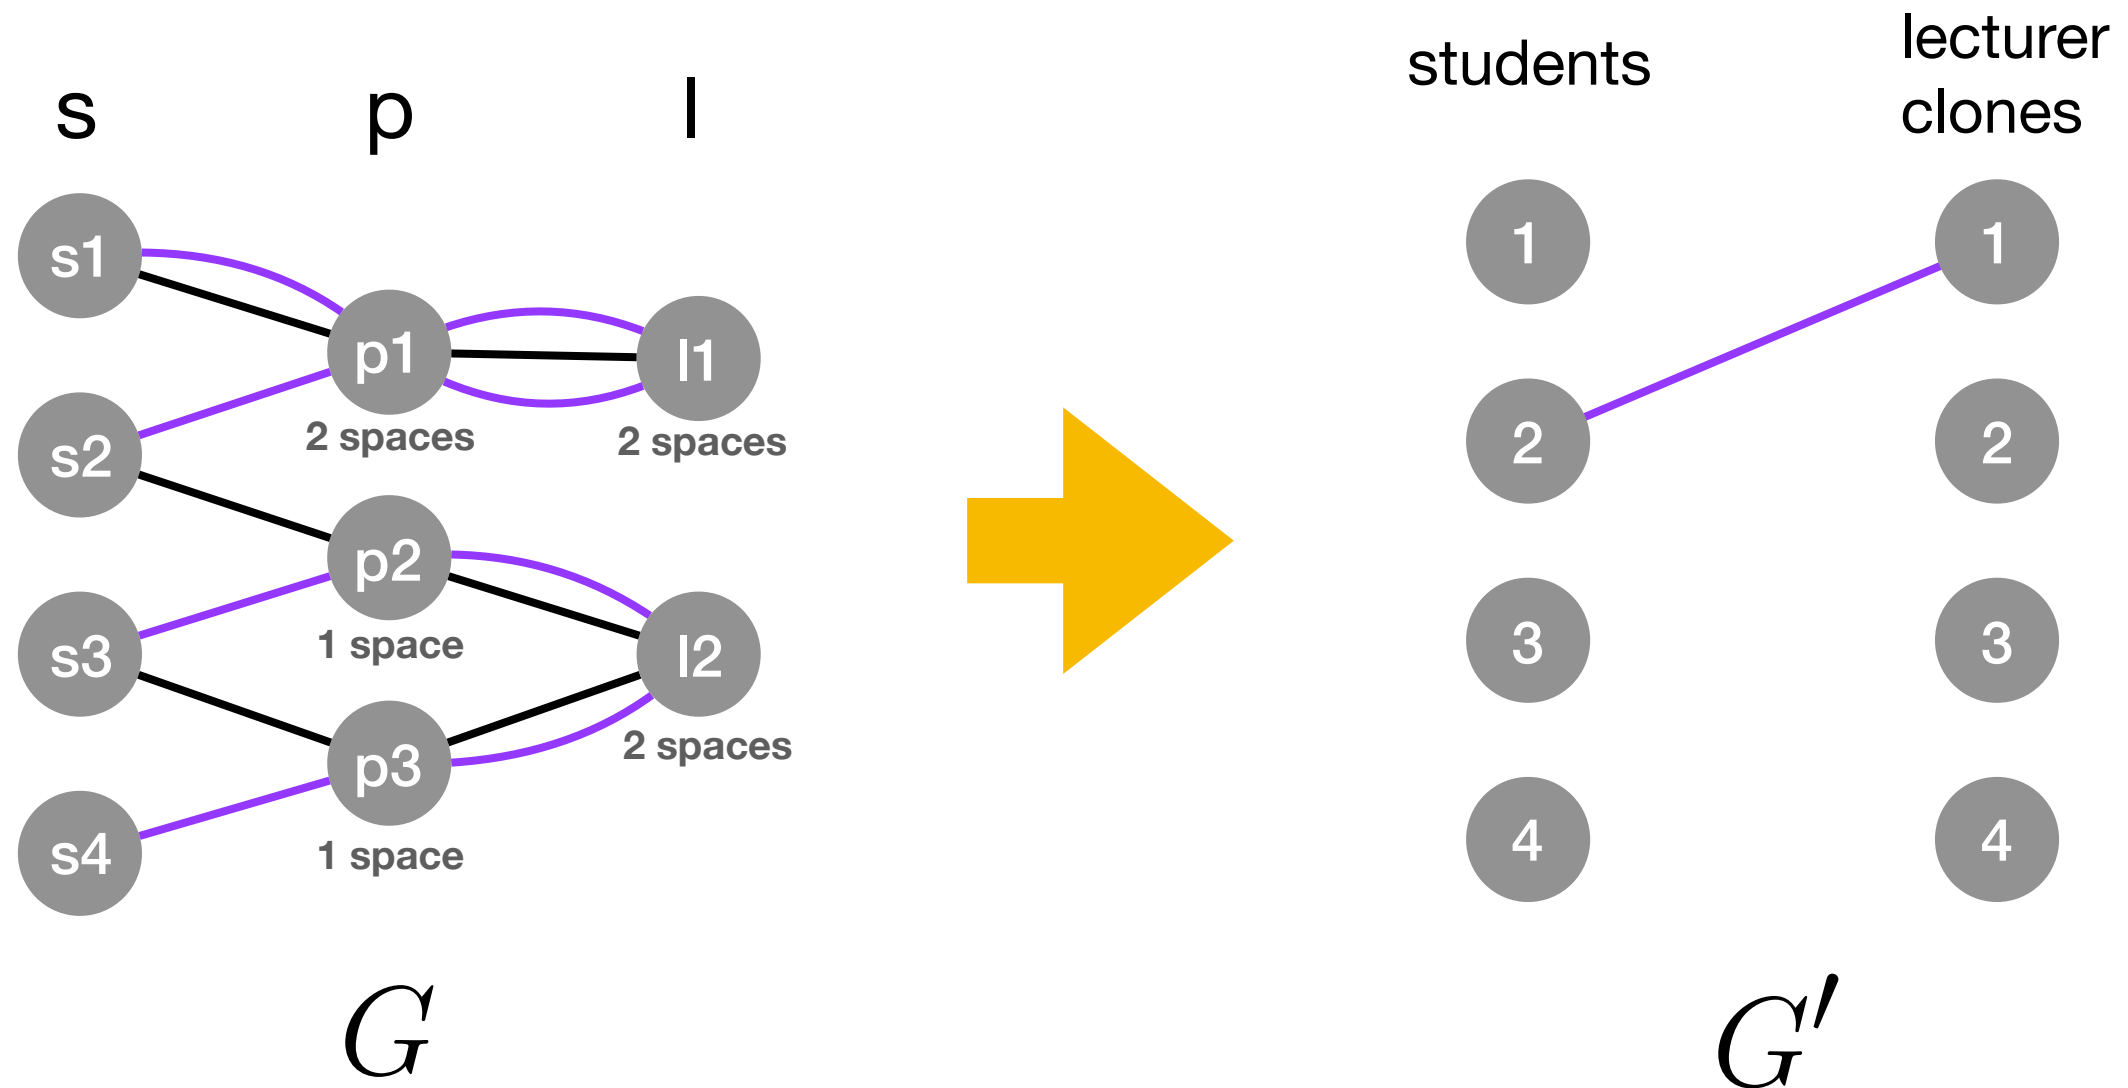 s
p
l
s1
s2
s3
s4
p1
2 spaces
p2
1 space
p3
1 space
l1
2 spaces
l2
2 spaces
G
students
lecturer
clones
1
2
3
4
1
2
3
4
G′